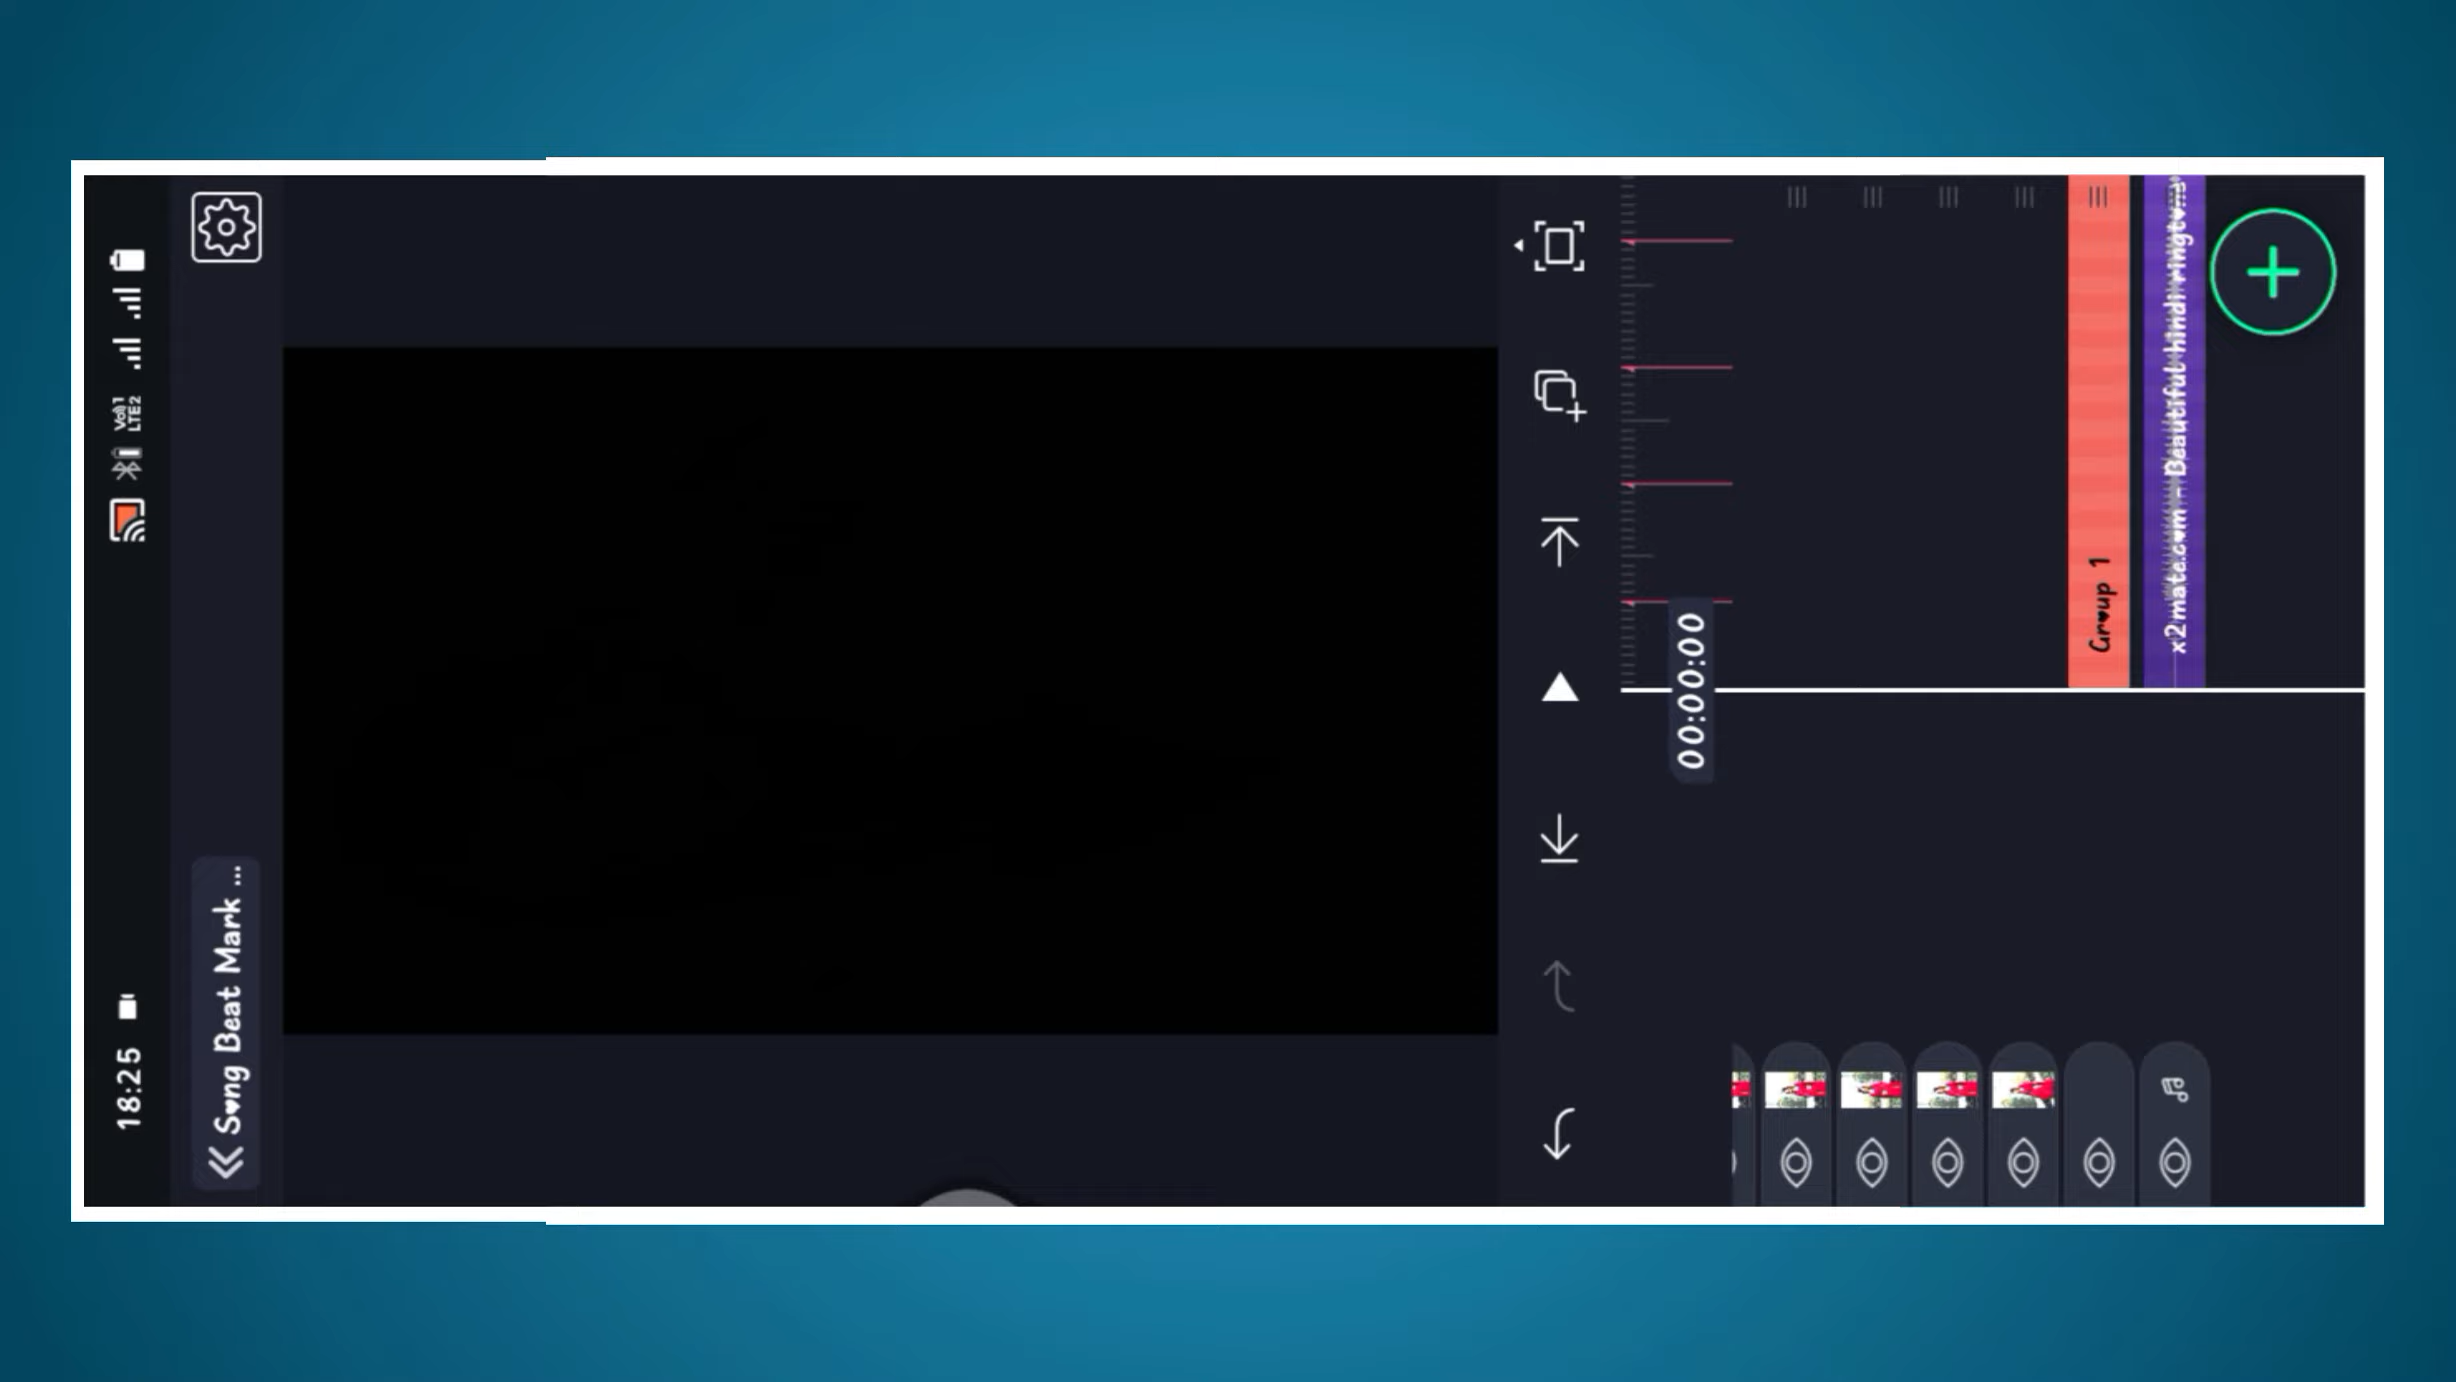 18:25
Vo)) 1
LTE2
Song Beat Mark ...
00:00:00
Group 1
x2mate.com - Beautiful hindi ringt